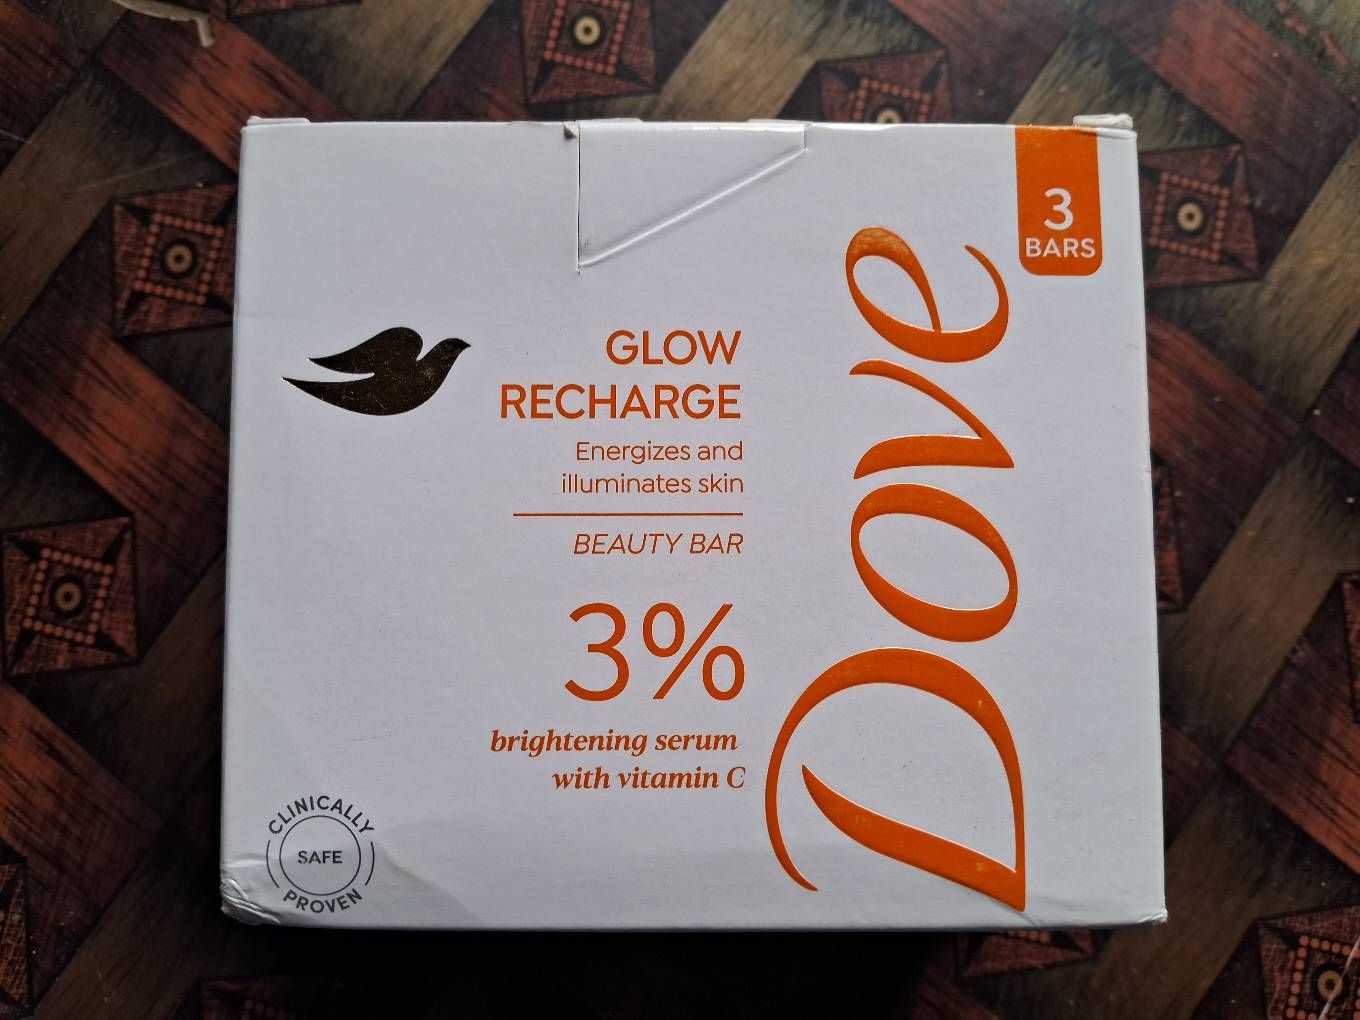 3
BARS
Dove
GLOW
RECHARGE
Energizes and
illuminates skin
BEAUTY BAR
3%
brightening serum
with vitamin C
CLINICALLY
SAFE
PROVEN